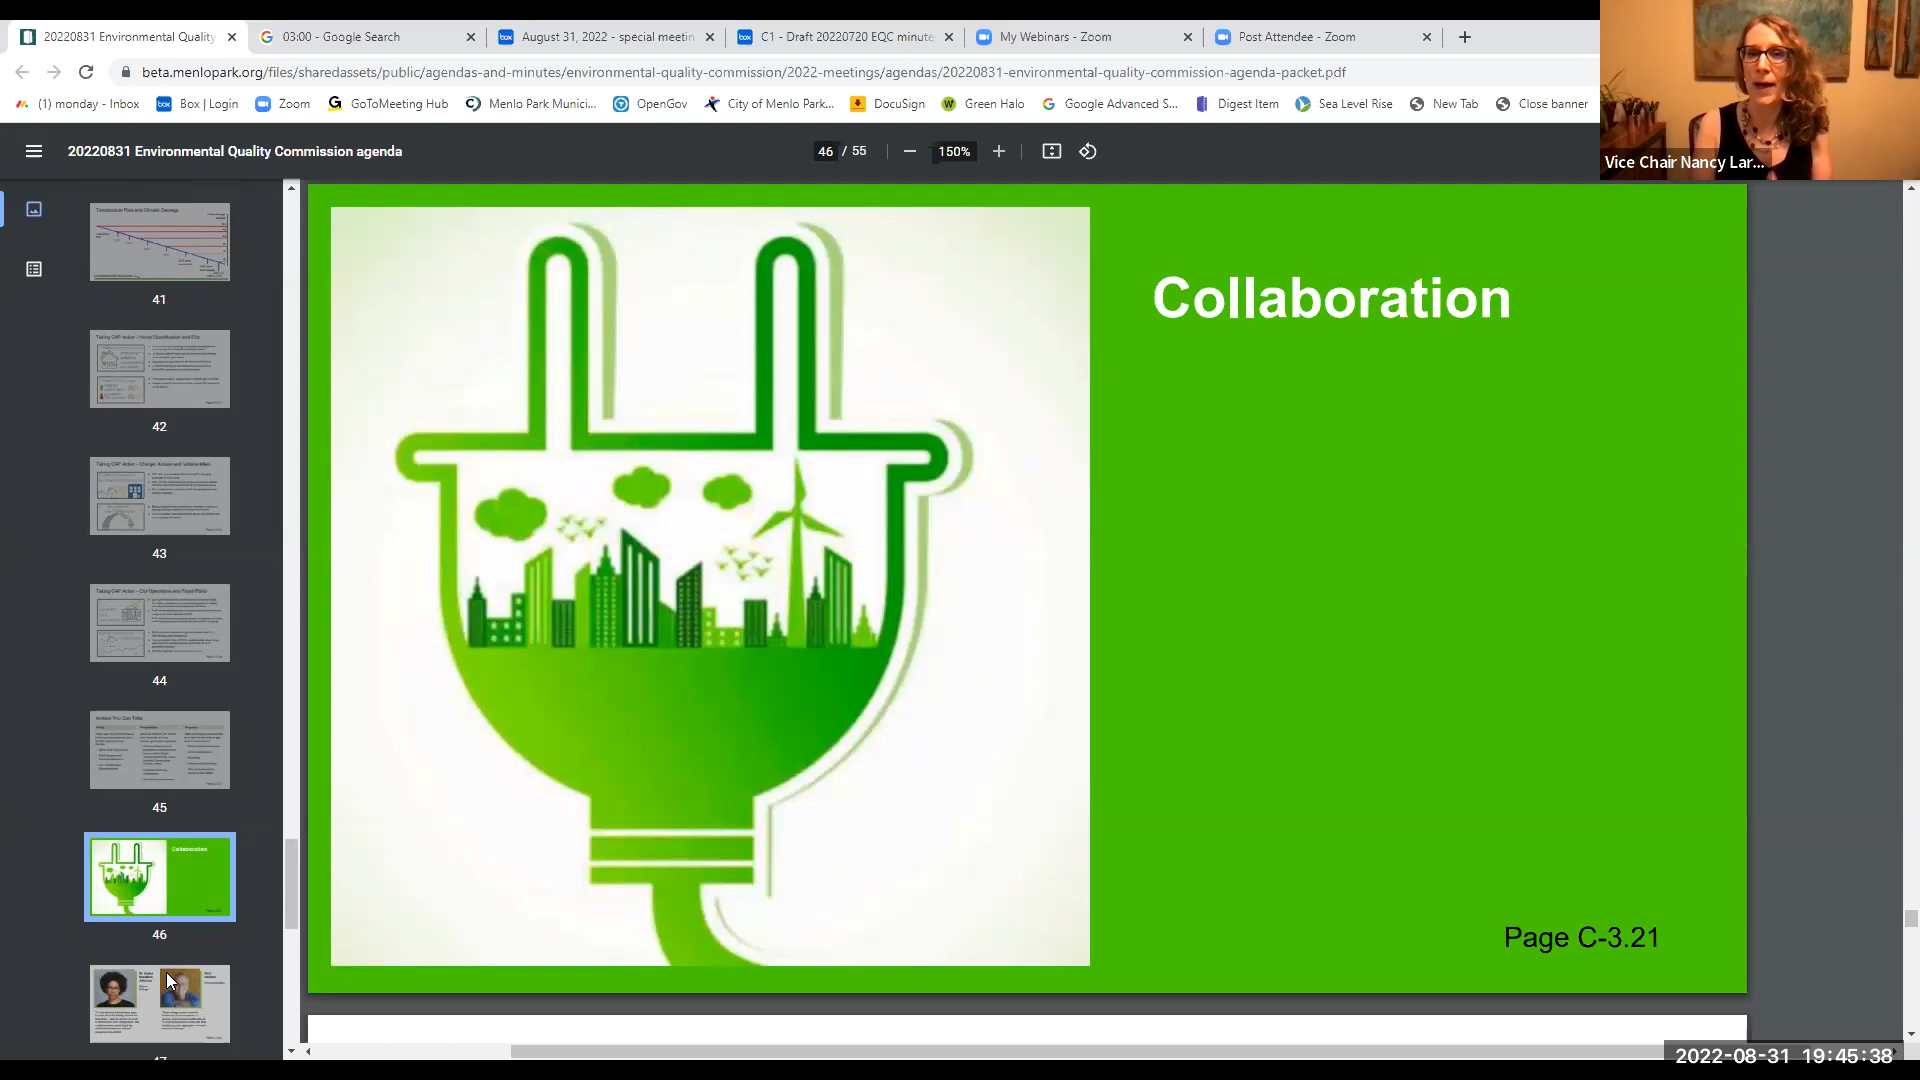 20220831 Environmental Quality
03:00 - Google Search
August 31, 2022 - special meetin
C1 - Draft 20220720 EQC minute
My Webinars - Zoom
Post Attendee - Zoom
beta.menlopark.org/files/sharedassets/public/agendas-and-minutes/environmental-quality-commission/2022-meetings/agendas/20220831-environmental-quality-commission-agenda-packet.pdf
(1) monday - Inbox
Box | Login
Zoom
GoToMeeting Hub
Menlo Park Munici...
OpenGov
City of Menlo Park...
DocuSign
Green Halo
Google Advanced S...
Digest Item
Sea Level Rise
New Tab
Close banner
Vice Chair Nancy Lar...
20220831 Environmental Quality Commission agenda
46 / 55
150%
41
42
43
44
Actions You Can Take
45
Collaboration
46
Collaboration
Page C-3.21
2022-08-31 19:45:38